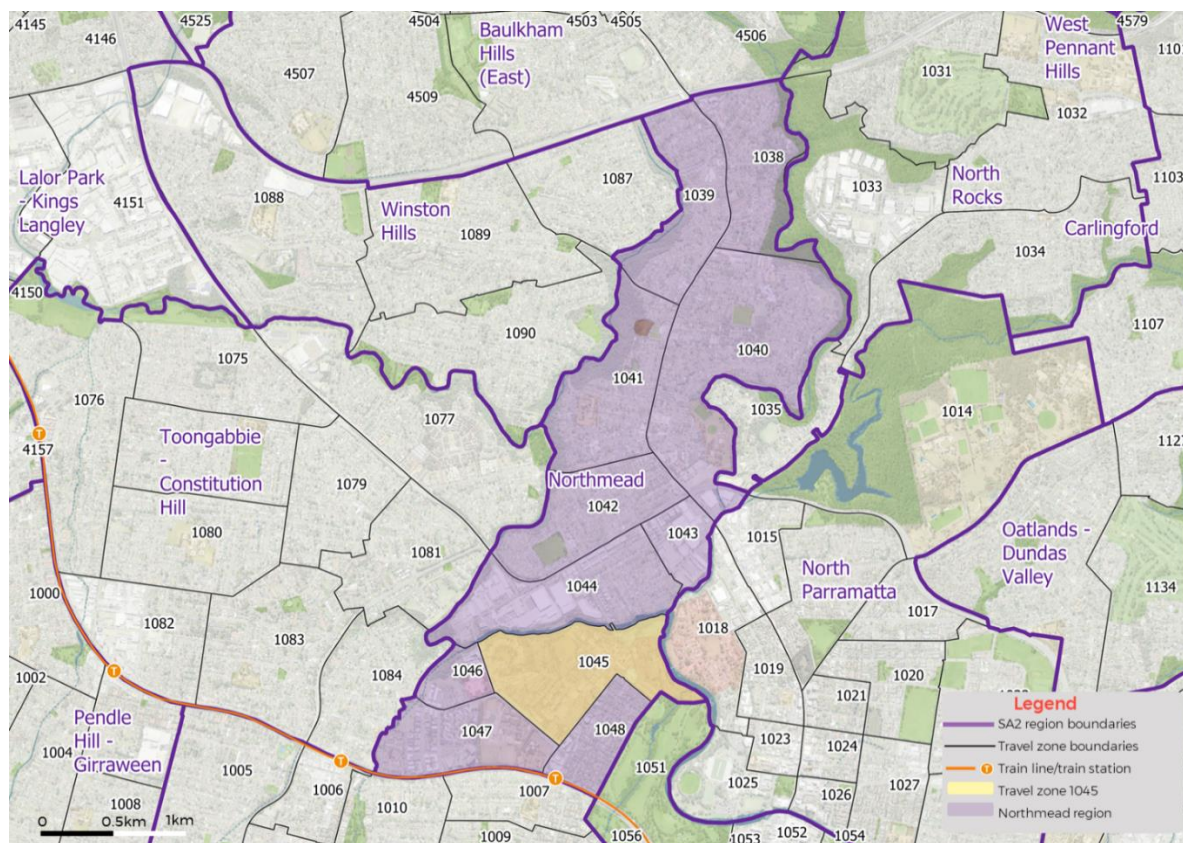 4145
4146
4525
4504
4503
4505
4506
4579
Baulkham
Hills
(East)
West
Pennant
Hills
4507
4509
1031
1032
Lalor Park
- Kings
Langley
4151
1088
Winston
Hills
1087
1089
1038
1039
1033
North
Rocks
1103
Carlingford
1034
4150
1075
1090
1040
1041
1107
1076
1077
1035
1014
4157
T
Toongabbie
-
Constitution
Hill
1079
Northmead
1042
1080
1081
1043
1015
Oatlands -
Dundas
Valley
1134
1000
1082
1083
1044
North
Parramatta
1017
1018
1045
1046
1084
1019
1020
1021
1002
T
Pendle
Hill -
Girraween
1004
1047
1048
1005
1023
1024
T
1006
T
1007
1051
1025
1026
1027
1008
1010
1009
1056
1053
1052
1054
0 0.5km 1km
Legend
SA2 region boundaries
Travel zone boundaries
T Train line/train station
Travel zone 1045
Northmead region